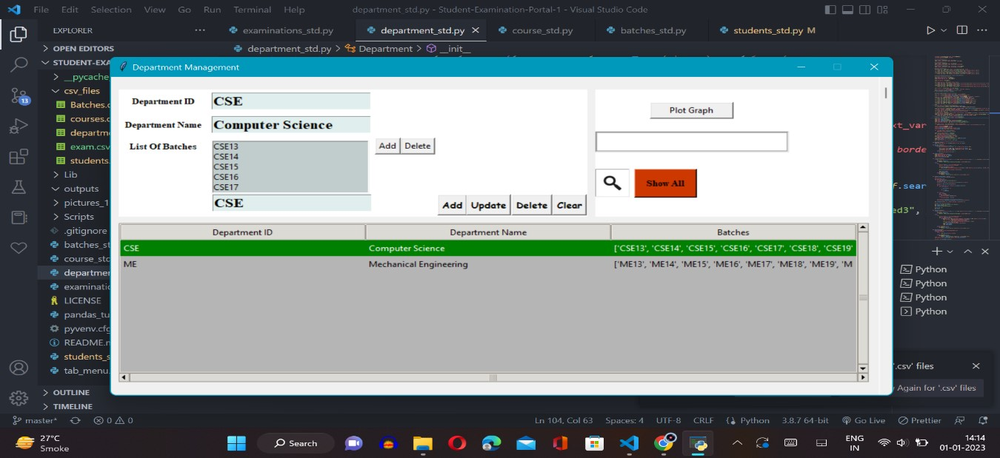 File Edit Selection View Go Run Terminal Help department_std.py - Student-Examination-Portal-1 - Visual Studio Code
EXPLORER ··· examinations_std.py department_std.py course_std.py batches_std.py students_std.py M
OPEN EDITORS department_std.py > Department > __init__
STUDENT-EXA
Department Management
__pycache
csv_files
Batches.c
courses.c
departm
exam.csv
students.
Lib
outputs
pictures_1
Scripts
.gitignore
batches_st
course_std
departmer
examinatic
LICENSE
pandas_tu
pyvenv.cfg
README.n
students_s
tab_menu.
OUTLINE
TIMELINE
13
Department ID CSE
Department Name Computer Science
List Of Batches
CSE13
CSE14
CSE15
CSE16
CSE17
Add Delete
CSE
Add Update Delete Clear
Plot Graph
Show All
Department ID Department Name Batches
CSE Computer Science ['CSE13', 'CSE14', 'CSE15', 'CSE16', 'CSE17', 'CSE18', 'CSE19'
ME Mechanical Engineering ['ME13', 'ME14', 'ME15', 'ME16', 'ME17', 'ME18', 'ME19', 'M
xt_var
borde
f.sear
ed3",
Python
Python
Python
Python
'.csv' files
Again for '.csv' files
master* 0 0 Ln 104, Col 63 Spaces: 4 UTF-8 CRLF Python 3.8.7 64-bit Go Live Prettier
27°C
Smoke
Search
ENG
IN
14:14
01-01-2023